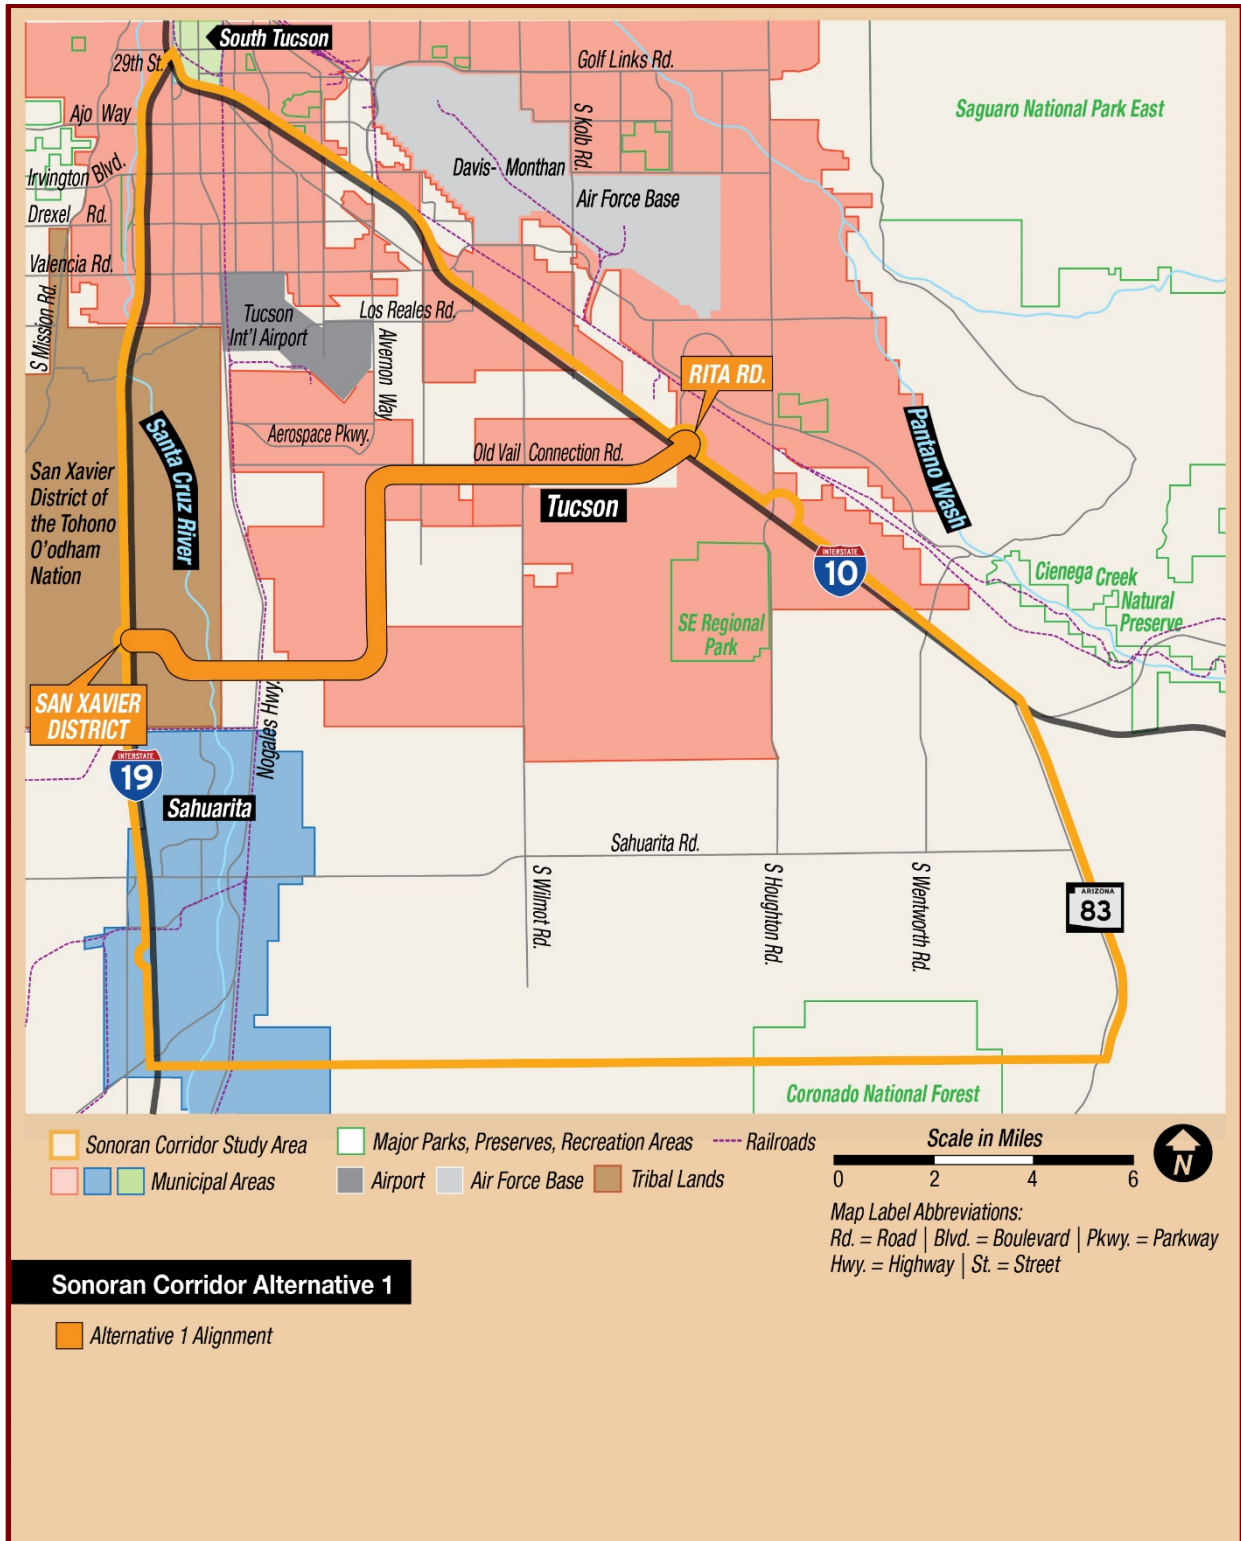 South Tucson
29th St.
Golf Links Rd.
Ajo Way
S Kolb Rd.
Saguaro National Park East
Irvington Blvd.
Davis- Monthan
Air Force Base
Drexel Rd.
Valencia Rd.
S Mission Rd.
Tucson
Int'l Airport
Los Reales Rd.
Alvernon Way
RITA RD.
Aerospace Pkwy.
Old Vail Connection Rd.
Santa Cruz River
Pantano Wash
San Xavier
District of
the Tohono
O'odham
Nation
Tucson
INTERSTATE
10
Cienega Creek
Natural
Preserve
SE Regional
Park
SAN XAVIER
DISTRICT
Nogales Hwy.
INTERSTATE
19
Sahuarita
Sahuarita Rd.
S Wilmot Rd.
S Houghton Rd.
S Wentworth Rd.
ARIZONA
83
Coronado National Forest
Sonoran Corridor Study Area
Major Parks, Preserves, Recreation Areas
Railroads
Municipal Areas
Airport
Air Force Base
Tribal Lands
Scale in Miles
0 2 4 6
N
Map Label Abbreviations:
Rd. = Road | Blvd. = Boulevard | Pkwy. = Parkway
Hwy. = Highway | St. = Street
Sonoran Corridor Alternative 1
Alternative 1 Alignment